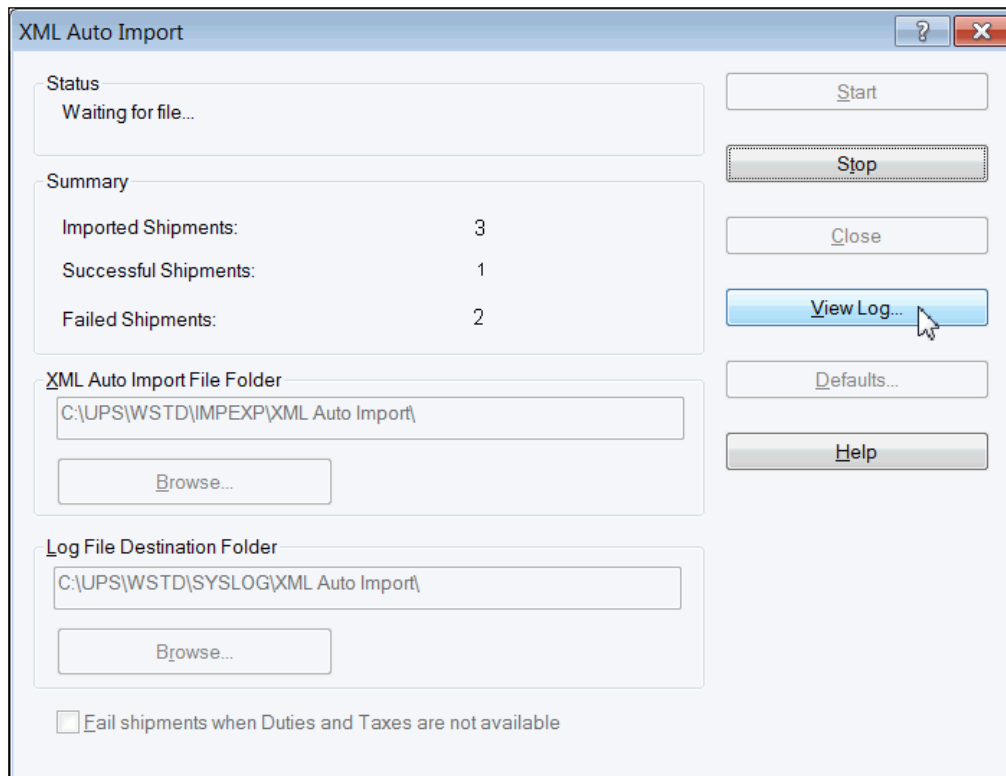 XML Auto Import
Status
Waiting for file...
Start
Stop
Summary
Imported Shipments: 3
Close
Successful Shipments: 1
Failed Shipments: 2
View Log...
XML Auto Import File Folder
Defaults...
C:\UPS\WSTD\IMPEXP\XML Auto Import\
Help
Browse...
Log File Destination Folder
C:\UPS\WSTD\SYSLOG\XML Auto Import\
Browse...
Fail shipments when Duties and Taxes are not available